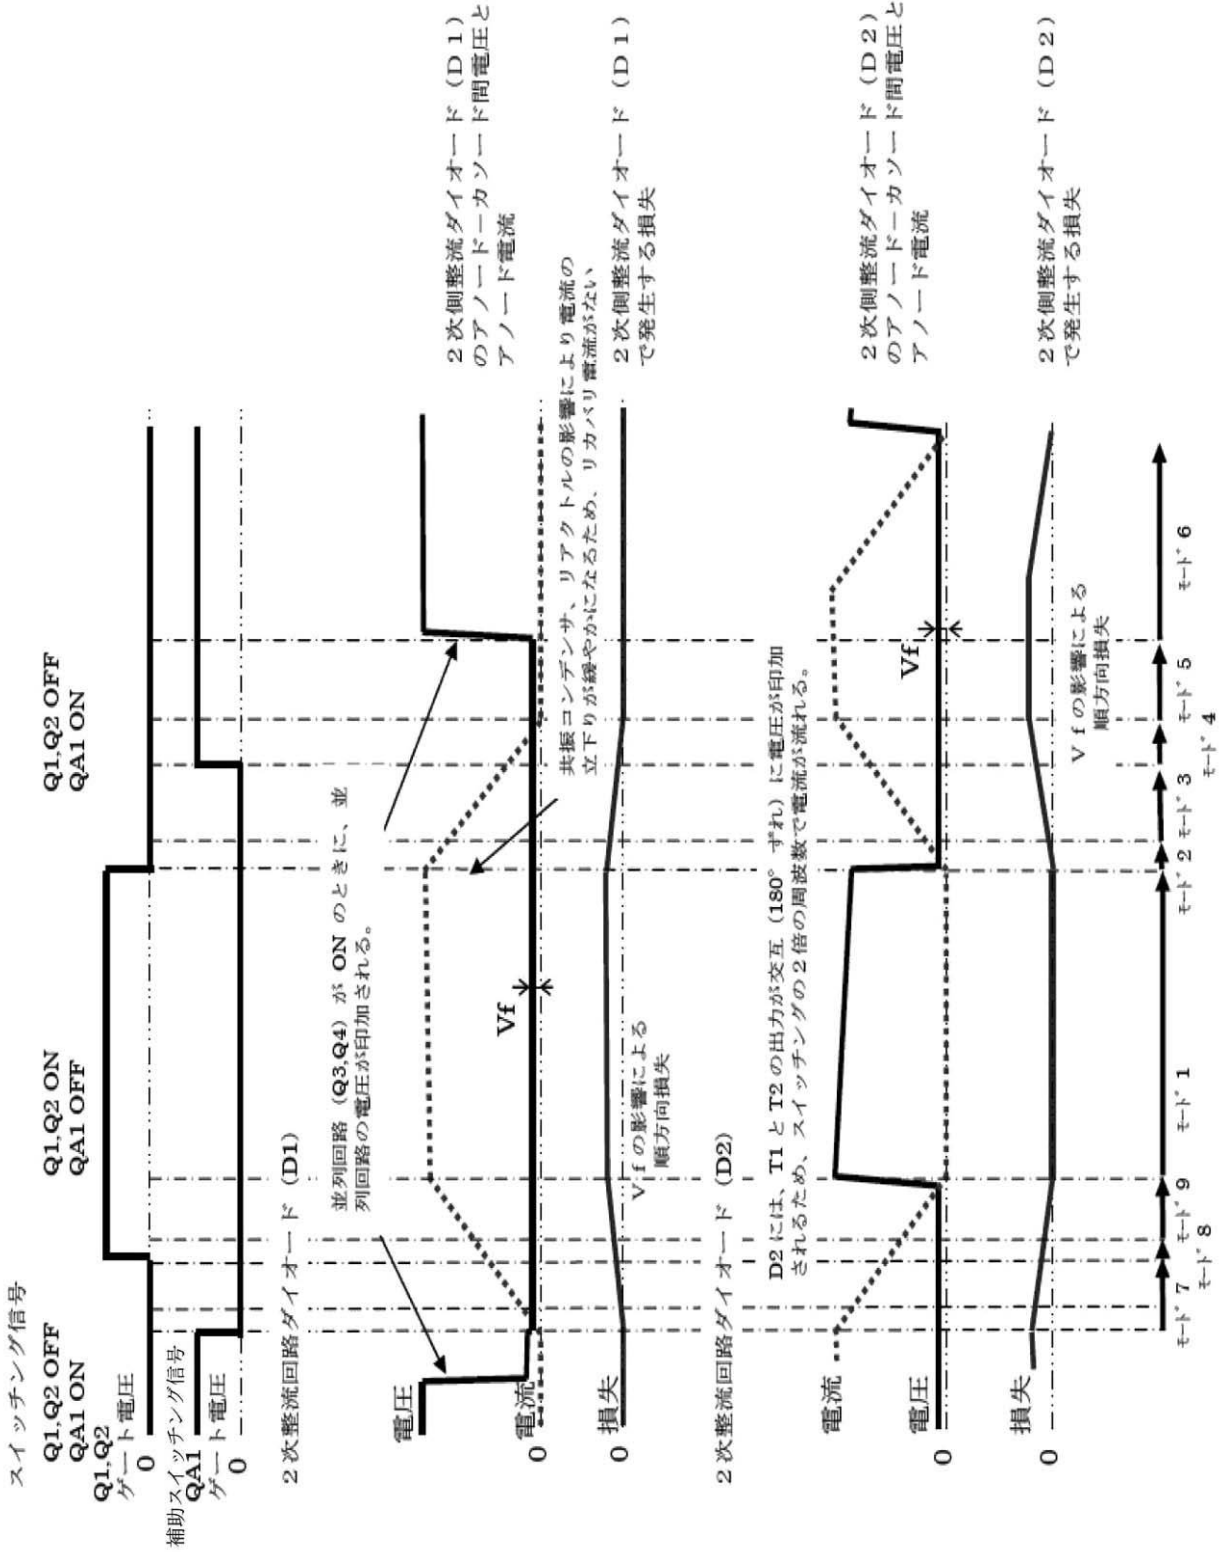 スイッチング信号
Q1,Q2 OFF
QA1 ON
Q1,Q2 ON
QA1 OFF
Q1,Q2 OFF
QA1 ON
Q1,Q2
ゲート電圧
0
補助スイッチング信号
QA1
ゲート電圧
0
2次整流回路ダイオード（D1）
並列回路（Q3,Q4）が ON のときに、並
列回路の電圧が印加される。
電圧
電流
0
Vf
2次側整流ダイオード（D1）
のアノード－カソード間電圧と
アノード電流
共振コンデンサ、リアクトルの影響により電流の
立下りが緩やかになるため、リカバリ電流がない
損失
0
Vfの影響による
順方向損失
2次側整流ダイオード（D1）
で発生する損失
2次整流回路ダイオード（D2）
D2 には、T1 と T2 の出力が交互（180° ずれ）に電圧が印加
されるため、スイッチングの2倍の周波数で電流が流れる。
電流
電圧
0
Vf
2次側整流ダイオード（D2）
のアノード－カソード間電圧と
アノード電流
損失
0
Vfの影響による
順方向損失
2次側整流ダイオード（D2）
で発生する損失
モード 7
モード 8
モード 9
モード 1
モード 2
モード 3
モード 4
モード 5
モード 6